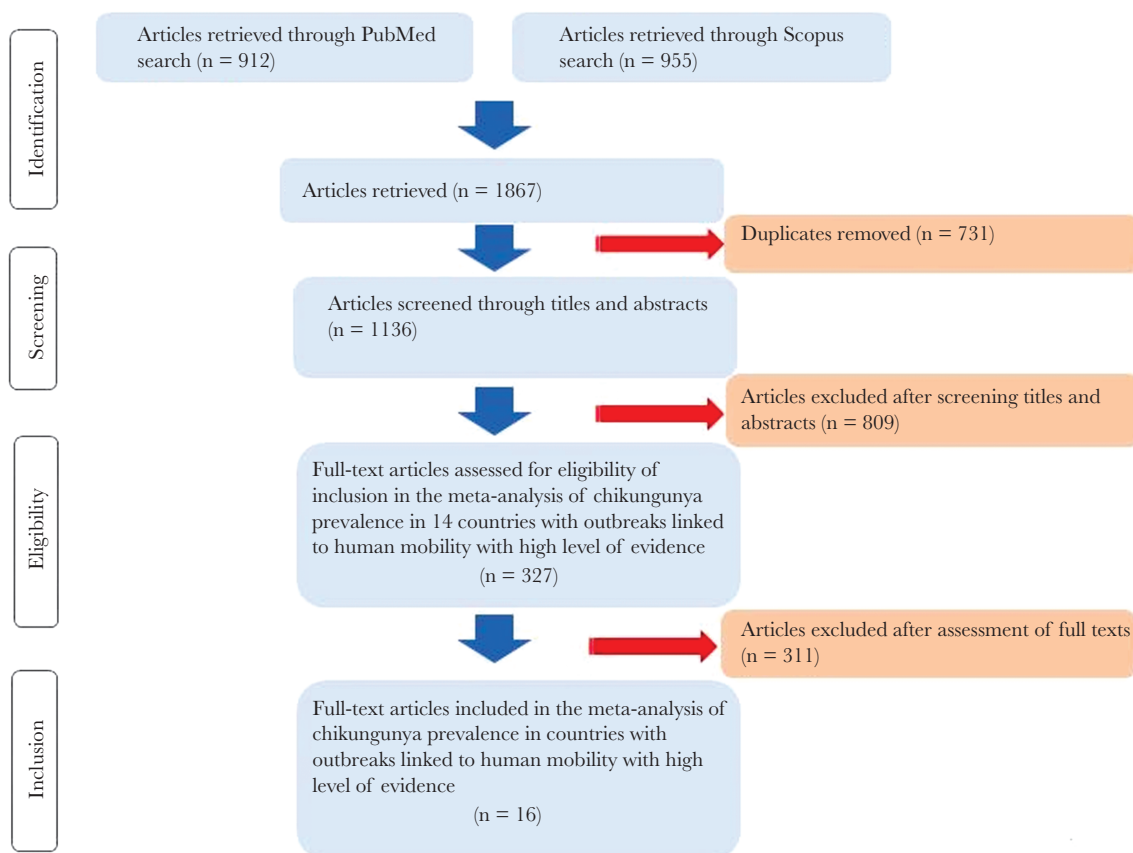 Identification
Articles retrieved through PubMed
search (n = 912)
Articles retrieved through Scopus
search (n = 955)
Articles retrieved (n = 1867)
Duplicates removed (n = 731)
Screening
Articles screened through titles and abstracts
(n = 1136)
Articles excluded after screening titles and
abstracts (n = 809)
Eligibility
Full-text articles assessed for eligibility of
inclusion in the meta-analysis of chikungunya
prevalence in 14 countries with outbreaks linked
to human mobility with high level of evidence
(n = 327)
Articles excluded after assessment of full texts
(n = 311)
Inclusion
Full-text articles included in the meta-analysis of
chikungunya prevalence in countries with
outbreaks linked to human mobility with high
level of evidence
(n = 16)